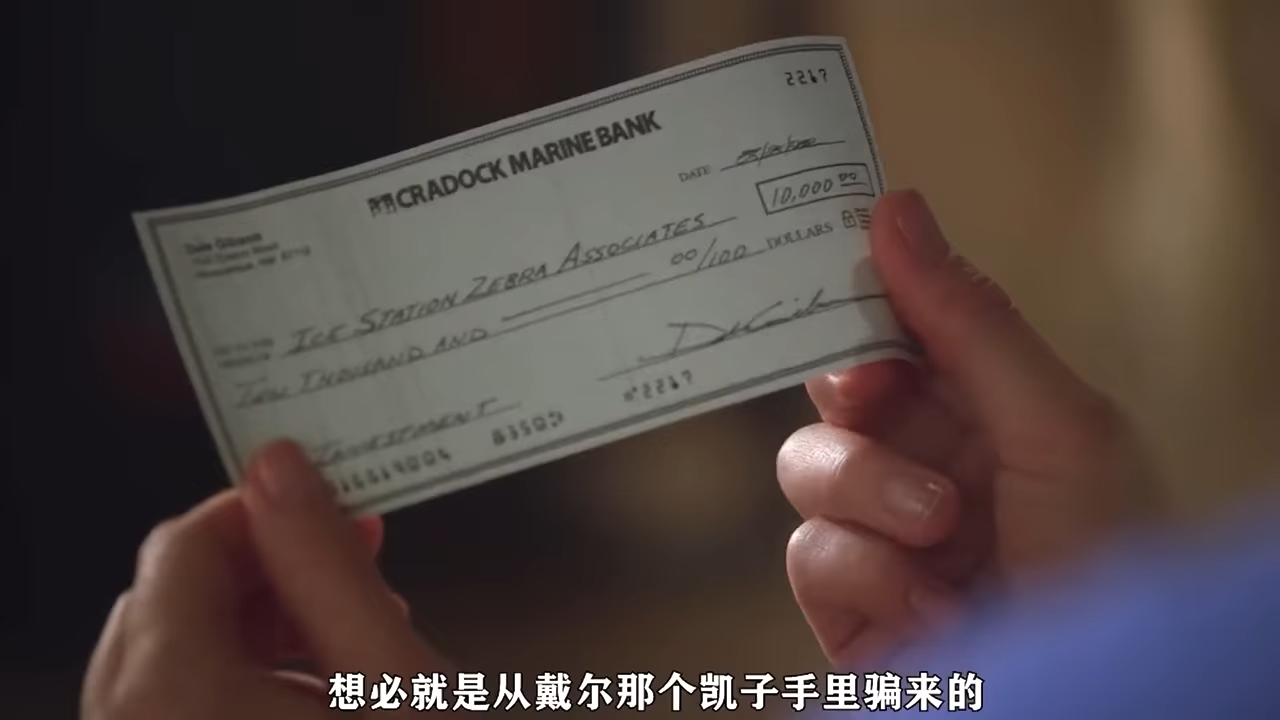 2217
CRADOCK MARINE BANK
DATE
10,000 00
ICE STATION ZEBRA ASSOCIATES
TEN THOUSAND AND 00/100 DOLLARS
INVESTMENT
2217
想必就是从戴尔那个凯子手里骗来的